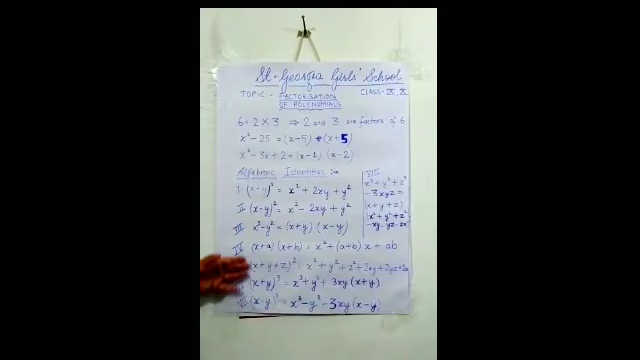 St. Georgia Girls' School
TOPIC - FACTORISATION OF POLYNOMIALS
CLASS-IX, X
6 = 2 × 3 ⇒ 2 and 3 are factors of 6
x² - 25 = (x-5) (x+5)
x² - 3x + 2 = (x-1) (x-2)
Algebraic Identities :-
I. (x+y)² = x² + 2xy + y²
II. (x-y)² = x² - 2xy + y²
III x² - y² = (x+y) (x-y)
IV (x+a) (x+b) = x² + (a+b) x + ab
(x+y+z)² = x² + y² + z² + 2xy + 2yz + 2zx
(x+y)³ = x³ + y³ + 3xy (x+y)
(x-y)³ = x³ - y³ - 3xy (x-y)
VIII
x³ + y³ + z³
- 3xyz =
(x+y+z)
(x² + y² + z²
-xy - yz - zx)